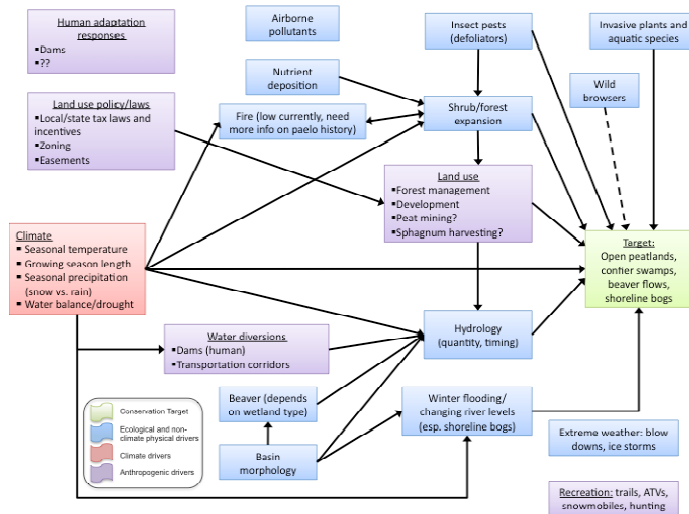 Human adaptation
responses
▪Dams
▪??
Airborne
pollutants
Insect pests
(defoliators)
Invasive plants and
aquatic species
Nutrient
deposition
Wild
browsers
Land use policy/laws
▪Local/state tax laws and
incentives
▪Zoning
▪Easements
Fire (low currently, need
more info on paelo history)
Shrub/forest
expansion
Land use
▪Forest management
▪Development
▪Peat mining?
▪Sphagnum harvesting?
Climate
▪ Seasonal temperature
▪ Growing season length
▪ Seasonal precipitation
(snow vs. rain)
▪ Water balance/drought
Target:
Open peatlands,
conifer swamps,
beaver flows,
shoreline bogs
Water diversions
▪Dams (human)
▪Transportation corridors
Hydrology
(quantity, timing)
Beaver (depends
on wetland type)
Winter flooding/
changing river levels
(esp. shoreline bogs)
Basin
morphology
Extreme weather: blow
downs, ice storms
Recreation: trails, ATVs,
snowmobiles, hunting
Conservation Target
Ecological and non-
climate physical drivers
Climate drivers
Anthropogenic drivers